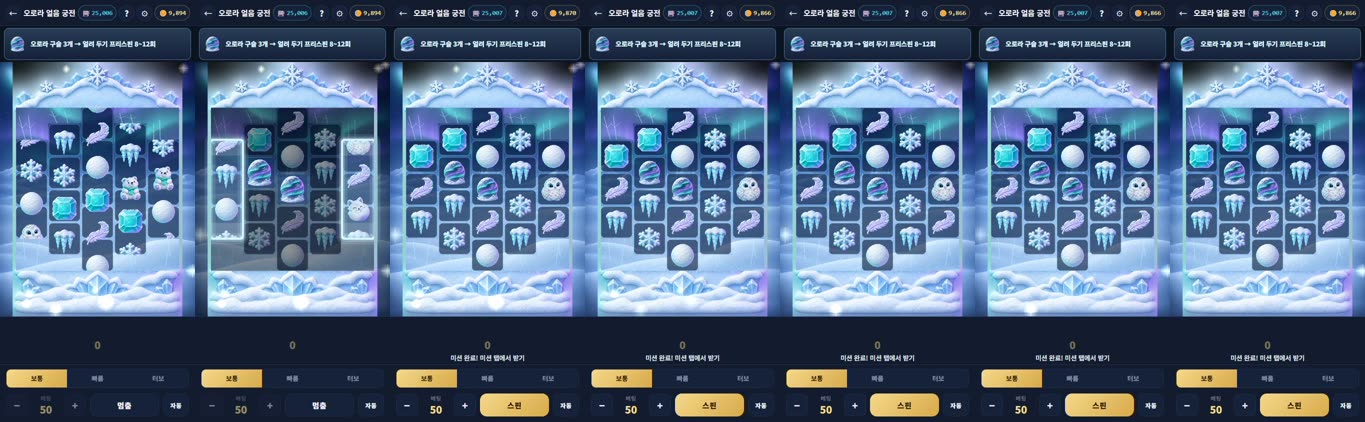 ← 오로라 얼음 궁전 25,006 ? 9,894
오로라 구슬 3개 → 얼려 두기 프리스핀 8~12회
0
보통 빠름 터보
베팅
− 50 + 멈춤 자동
← 오로라 얼음 궁전 25,006 ? 9,894
오로라 구슬 3개 → 얼려 두기 프리스핀 8~12회
0
보통 빠름 터보
베팅
− 50 + 멈춤 자동
← 오로라 얼음 궁전 25,007 ? 9,870
오로라 구슬 3개 → 얼려 두기 프리스핀 8~12회
0
미션 완료! 미션 탭에서 받기
보통 빠름 터보
베팅
− 50 + 스핀 자동
← 오로라 얼음 궁전 25,007 ? 9,866
오로라 구슬 3개 → 얼려 두기 프리스핀 8~12회
0
미션 완료! 미션 탭에서 받기
보통 빠름 터보
베팅
− 50 + 스핀 자동
← 오로라 얼음 궁전 25,007 ? 9,866
오로라 구슬 3개 → 얼려 두기 프리스핀 8~12회
0
미션 완료! 미션 탭에서 받기
보통 빠름 터보
베팅
− 50 + 스핀 자동
← 오로라 얼음 궁전 25,007 ? 9,866
오로라 구슬 3개 → 얼려 두기 프리스핀 8~12회
0
미션 완료! 미션 탭에서 받기
보통 빠름 터보
베팅
− 50 + 스핀 자동
← 오로라 얼음 궁전 25,007 ? 9,866
오로라 구슬 3개 → 얼려 두기 프리스핀 8~12회
0
미션 완료! 미션 탭에서 받기
보통 빠름 터보
베팅
− 50 + 스핀 자동